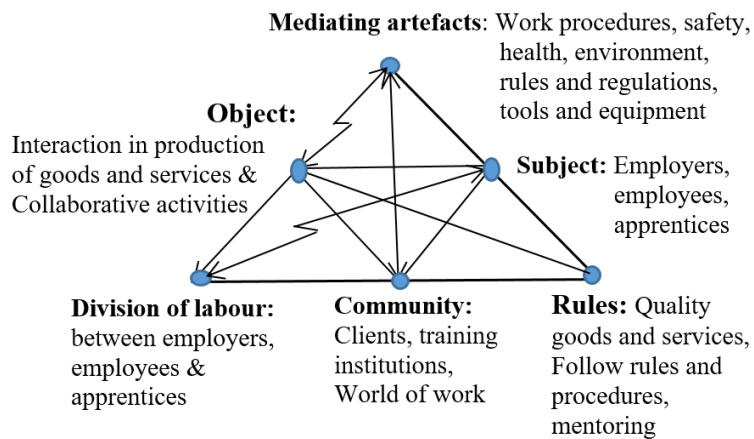 Mediating artefacts: Work procedures, safety,
health, environment,
rules and regulations,
tools and equipment
Object:
Interaction in production
of goods and services &
Collaborative activities
Subject: Employers,
employees,
apprentices
Division of labour:
between employers,
employees &
apprentices
Community:
Clients, training
institutions,
World of work
Rules: Quality
goods and services,
Follow rules and
procedures,
mentoring